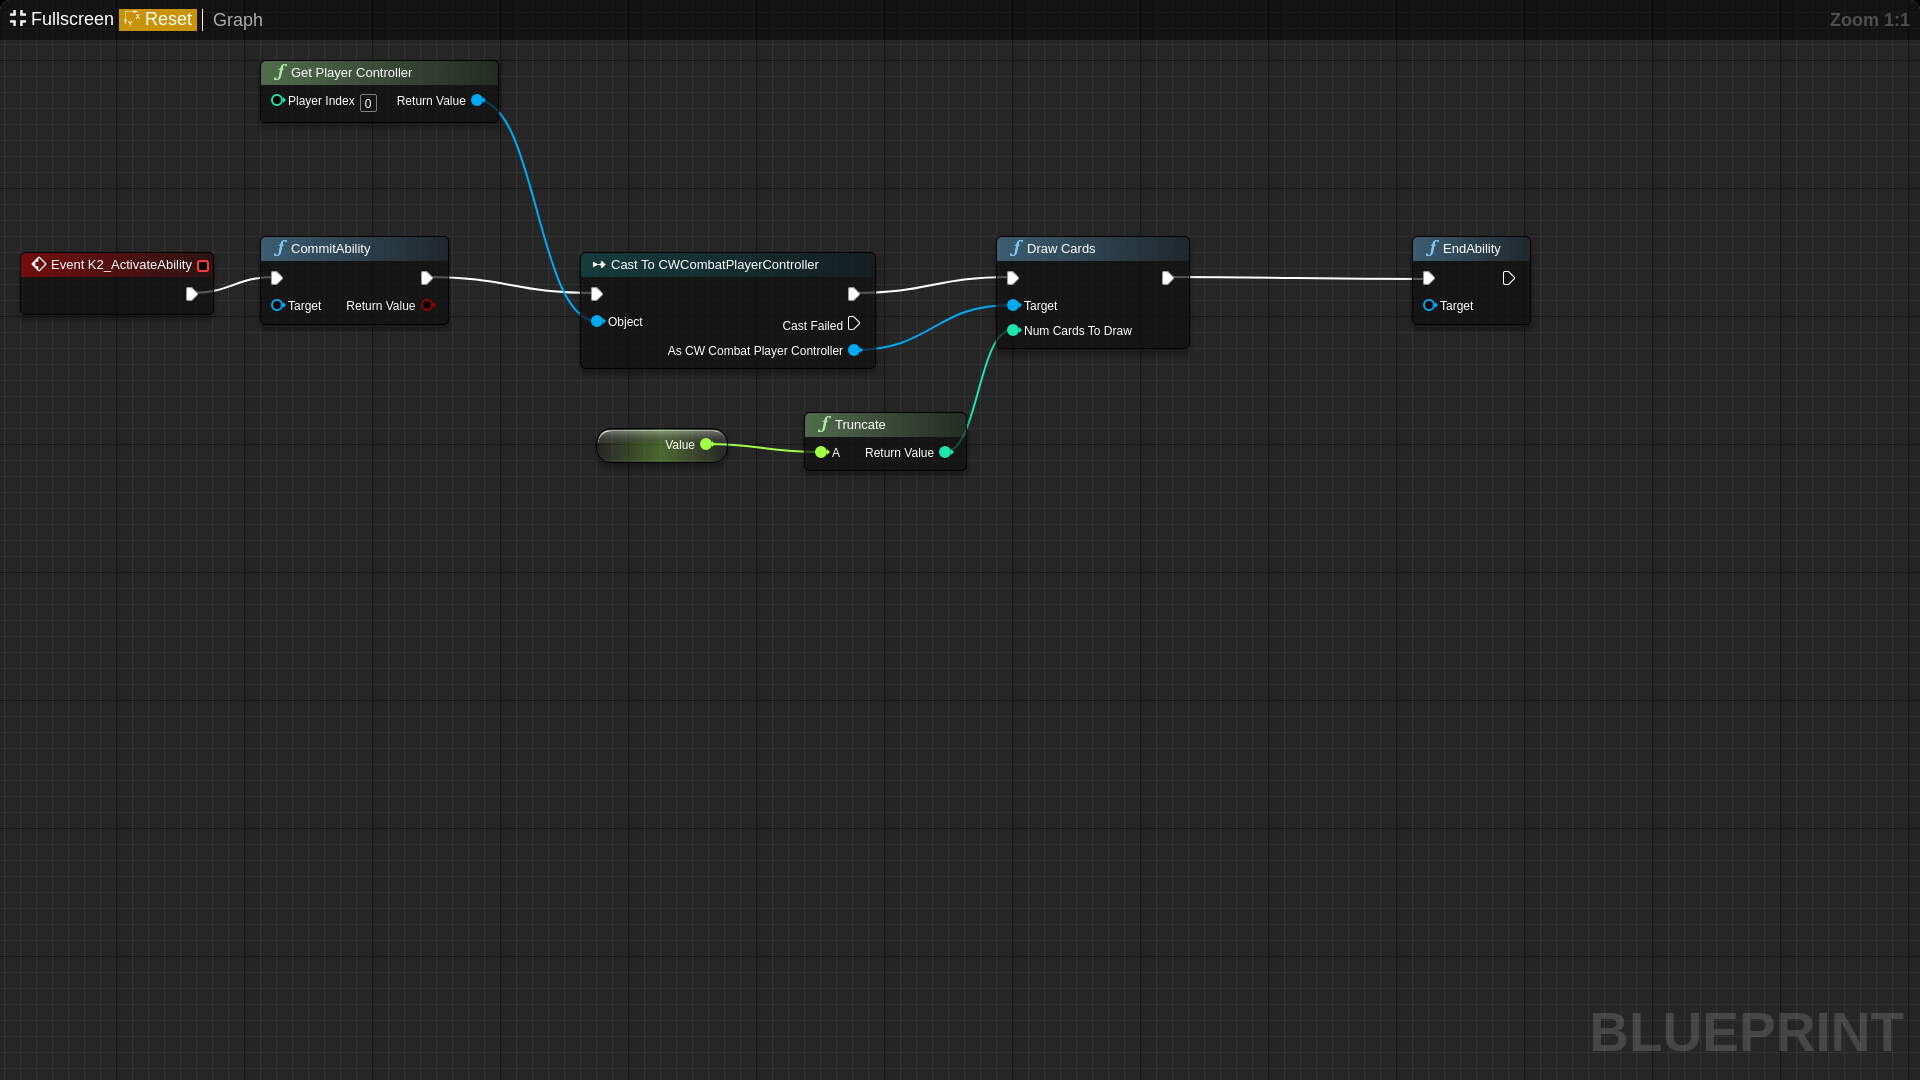 Fullscreen Reset Graph Zoom 1:1
Get Player Controller
Player Index 0 Return Value
Event K2_ActivateAbility
CommitAbility
Target Return Value
Cast To CWCombatPlayerController
Object Cast Failed
As CW Combat Player Controller
Draw Cards
Target
Num Cards To Draw
EndAbility
Target
Value
Truncate
A Return Value
BLUEPRINT